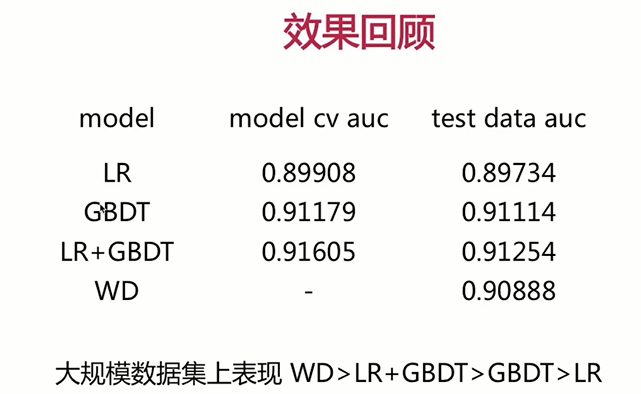 效果回顾
model model cv auc test data auc
LR 0.89908 0.89734
GBDT 0.91179 0.91114
LR+GBDT 0.91605 0.91254
WD - 0.90888
大规模数据集上表现 WD>LR+GBDT>GBDT>LR